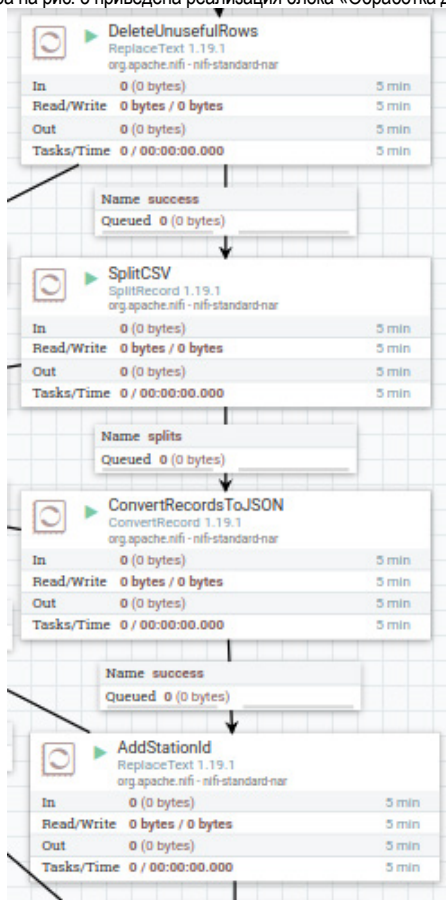 ра на рис. 6 приведена реализация блока «Обработка д
DeleteUnusefulRows
ReplaceText 1.19.1
org.apache.nifi - nifi-standard-nar
In 0 (0 bytes) 5 min
Read/Write 0 bytes / 0 bytes 5 min
Out 0 (0 bytes) 5 min
Tasks/Time 0 / 00:00:00.000 5 min
Name success
Queued 0 (0 bytes)
SplitCSV
SplitRecord 1.19.1
org.apache.nifi - nifi-standard-nar
In 0 (0 bytes) 5 min
Read/Write 0 bytes / 0 bytes 5 min
Out 0 (0 bytes) 5 min
Tasks/Time 0 / 00:00:00.000 5 min
Name splits
Queued 0 (0 bytes)
ConvertRecordsToJSON
ConvertRecord 1.19.1
org.apache.nifi - nifi-standard-nar
In 0 (0 bytes) 5 min
Read/Write 0 bytes / 0 bytes 5 min
Out 0 (0 bytes) 5 min
Tasks/Time 0 / 00:00:00.000 5 min
Name success
Queued 0 (0 bytes)
AddStationId
ReplaceText 1.19.1
org.apache.nifi - nifi-standard-nar
In 0 (0 bytes) 5 min
Read/Write 0 bytes / 0 bytes 5 min
Out 0 (0 bytes) 5 min
Tasks/Time 0 / 00:00:00.000 5 min